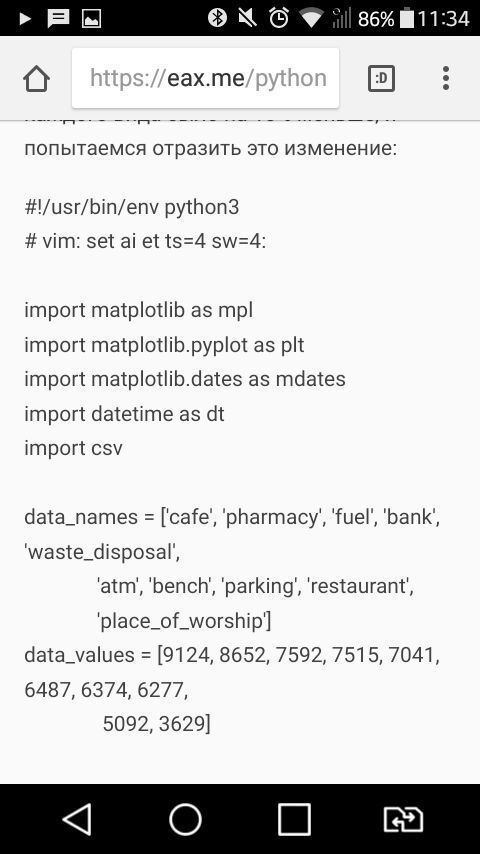 86% 11:34
https://eax.me/python
:D
попытаемся отразить это изменение:
#!/usr/bin/env python3
# vim: set ai et ts=4 sw=4:
import matplotlib as mpl
import matplotlib.pyplot as plt
import matplotlib.dates as mdates
import datetime as dt
import csv
data_names = ['cafe', 'pharmacy', 'fuel', 'bank',
'waste_disposal',
'atm', 'bench', 'parking', 'restaurant',
'place_of_worship']
data_values = [9124, 8652, 7592, 7515, 7041,
6487, 6374, 6277,
5092, 3629]